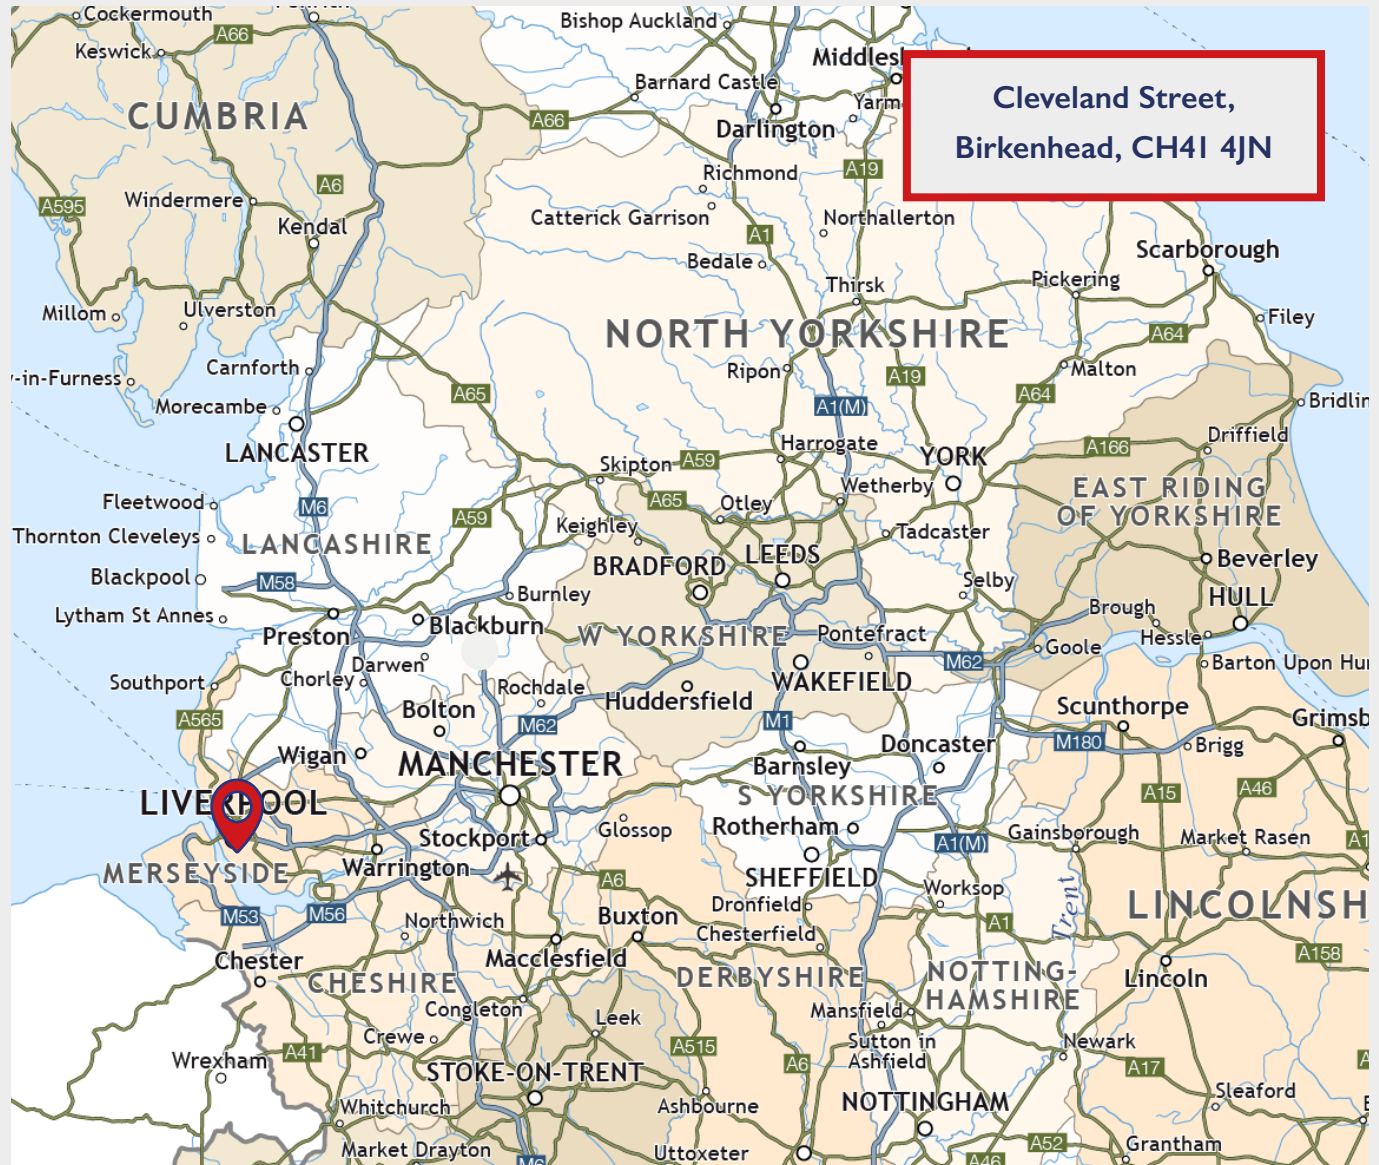 Cockermouth
Bishop Auckland
A66
Keswick
Barnard Castle
Cleveland Street,
Birkenhead, CH41 4JN
CUMBRIA
A66
Darlington
Richmond
A19
A6
Windermere
A595
Catterick Garrison
Northallerton
Kendal
A1
Scarborough
Bedale
Pickering
Thirsk
Millom
Ulverston
Filey
NORTH YORKSHIRE
A64
Carnforth
Ripon
A19
Malton
-in-Furness
A65
A64
Morecambe
A1(M)
Bridlin
LANCASTER
Harrogate
YORK
A166
Driffield
Skipton
A59
Fleetwood
M6
A65
Otley
Wetherby
EAST RIDING
OF YORKSHIRE
A59
Keighley
Thornton Cleveleys
LANCASHIRE
Tadcaster
BRADFORD
LEEDS
Beverley
Blackpool
M58
Selby
Burnley
HULL
Lytham St Annes
Brough
Preston
Blackburn
W YORKSHIRE
Pontefract
Hessle
Goole
Darwen
M62
Barton Upon Hu
Southport
Chorley
Rochdale
WAKEFIELD
Huddersfield
A565
Bolton
M62
M1
Scunthorpe
Grimsb
Wigan
MANCHESTER
Doncaster
M180
Brigg
Barnsley
S YORKSHIRE
A15
A46
LIVERPOOL
Stockport
Glossop
Rotherham
A1(M)
Gainsborough
Market Rasen
A1
MERSEYSIDE
Warrington
A6
SHEFFIELD
Worksop
Trent
LINCOLNSH
M53
M56
Northwich
Buxton
Dronfield
A1
Chesterfield
Chester
Macclesfield
A158
CHESHIRE
DERBYSHIRE
NOTTING-
HAMSHIRE
Lincoln
Congleton
Mansfield
Leek
Crewe
A41
A515
Sutton in
Ashfield
Newark
Wrexham
STOKE-ON-TRENT
A6
A17
Whitchurch
Ashbourne
NOTTINGHAM
Sleaford
Market Drayton
M6
Uttoxeter
A52
A46
Grantham